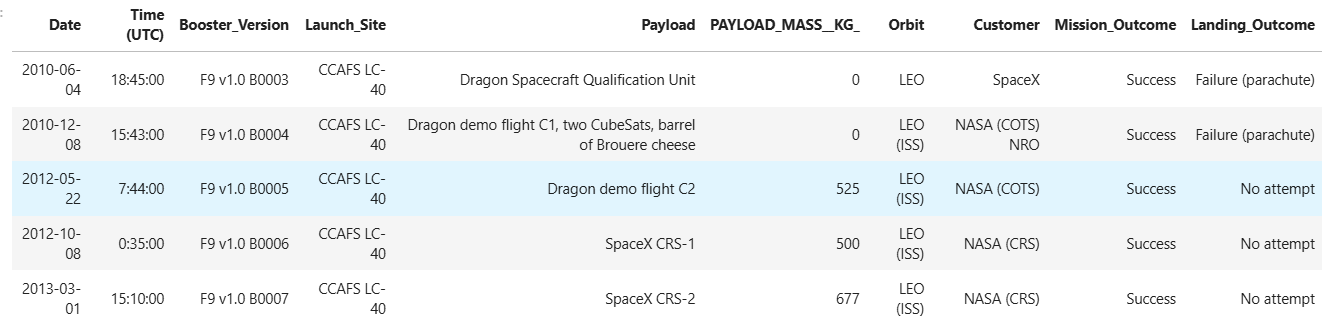 Date Time (UTC) Booster_Version Launch_Site Payload PAYLOAD_MASS__KG_ Orbit Customer Mission_Outcome Landing_Outcome
2010-06-04 18:45:00 F9 v1.0 B0003 CCAFS LC-40 Dragon Spacecraft Qualification Unit 0 LEO SpaceX Success Failure (parachute)
2010-12-08 15:43:00 F9 v1.0 B0004 CCAFS LC-40 Dragon demo flight C1, two CubeSats, barrel of Brouere cheese 0 LEO (ISS) NASA (COTS) NRO Success Failure (parachute)
2012-05-22 7:44:00 F9 v1.0 B0005 CCAFS LC-40 Dragon demo flight C2 525 LEO (ISS) NASA (COTS) Success No attempt
2012-10-08 0:35:00 F9 v1.0 B0006 CCAFS LC-40 SpaceX CRS-1 500 LEO (ISS) NASA (CRS) Success No attempt
2013-03-01 15:10:00 F9 v1.0 B0007 CCAFS LC-40 SpaceX CRS-2 677 LEO (ISS) NASA (CRS) Success No attempt